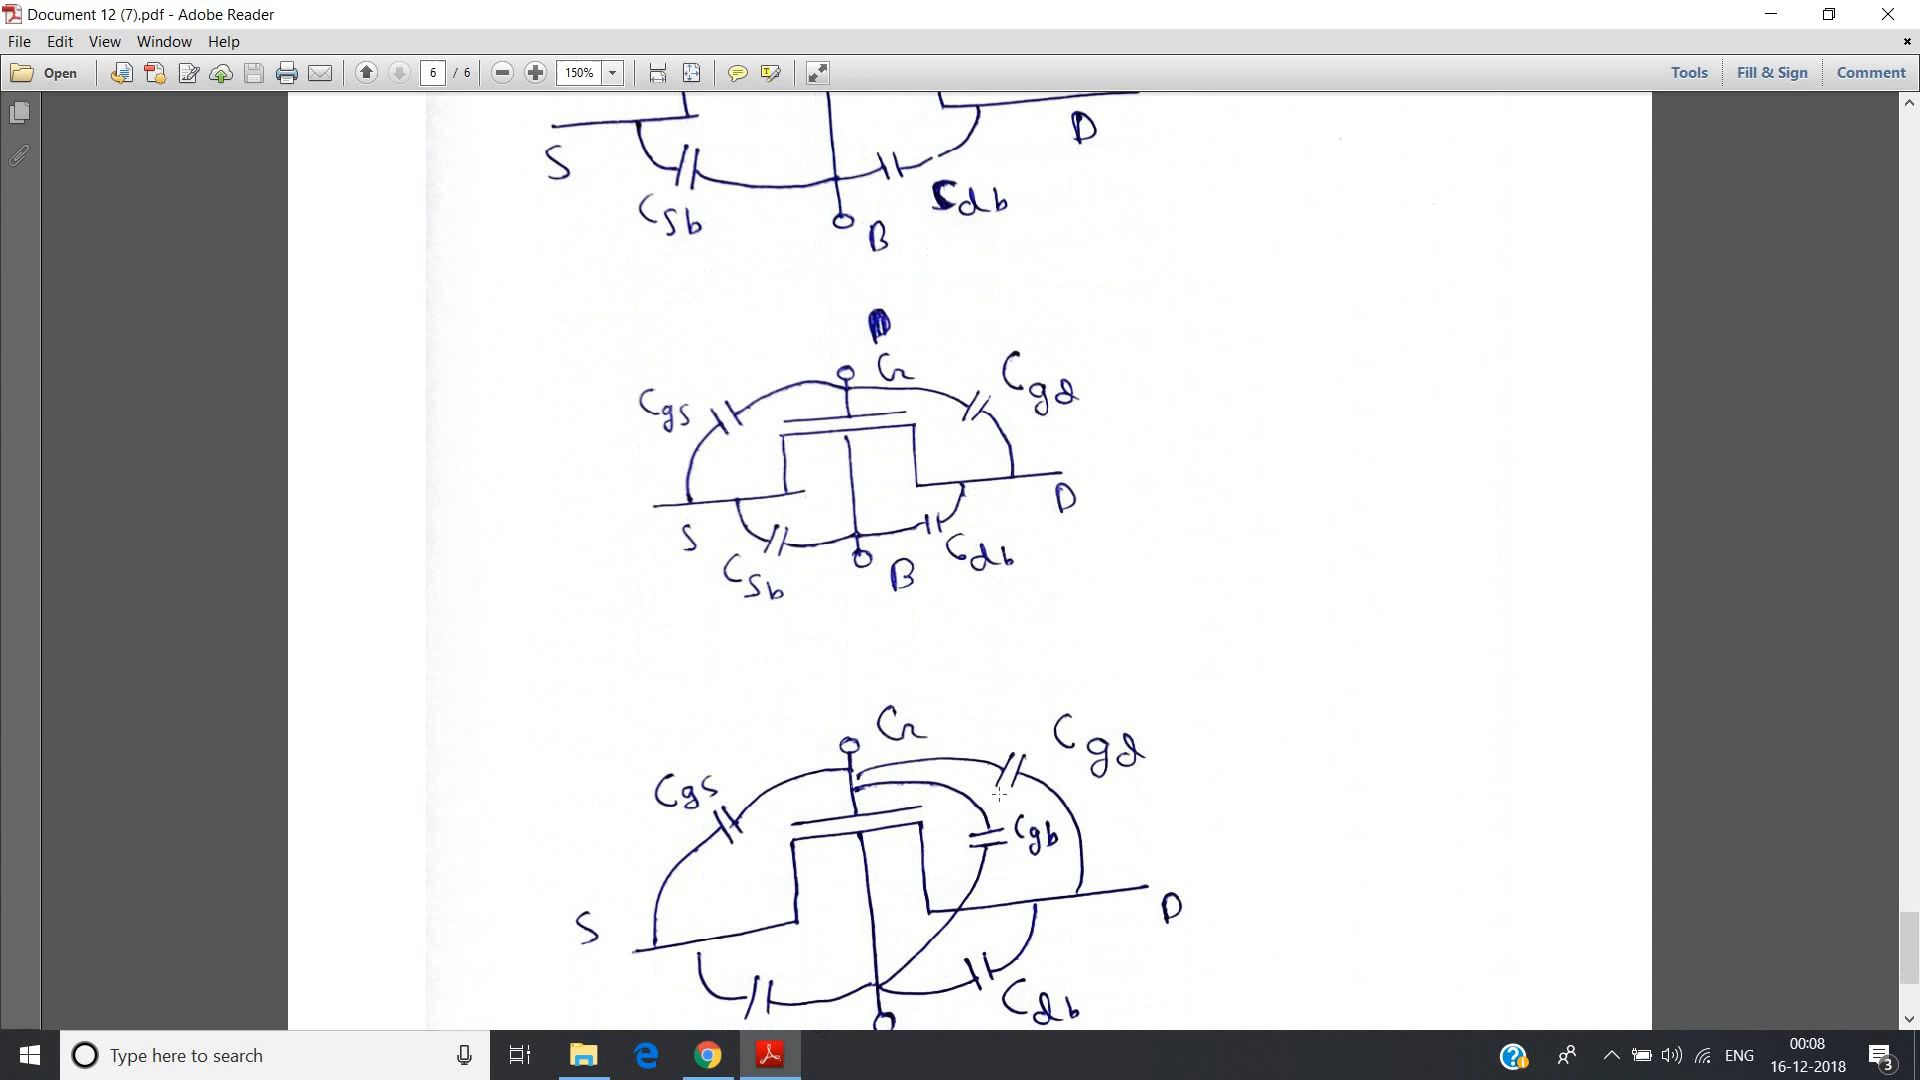 Document 12 (7).pdf - Adobe Reader
File Edit View Window Help
Open 6 / 6 150% Tools Fill & Sign Comment
S D
Csb Cdb
B
G
Cgs Cgd
S D
Csb Cdb
B
G
Cgs Cgd
Cgb
S D
Cdb
Type here to search
ENG
00:08
16-12-2018
3